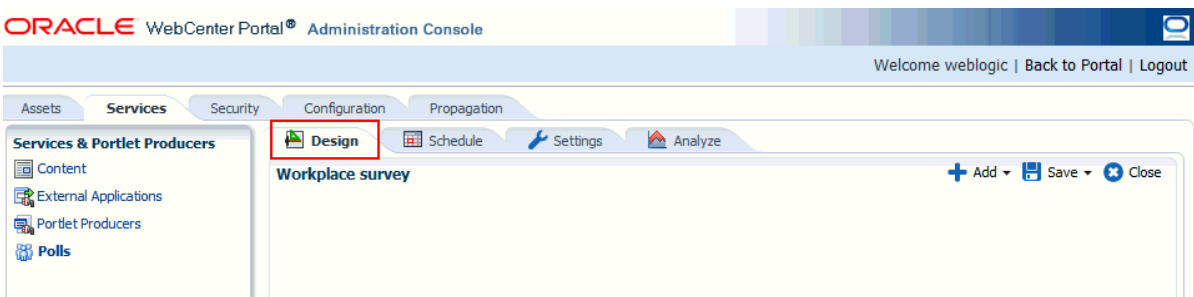 ORACLE WebCenter Portal® Administration Console
Welcome weblogic | Back to Portal | Logout
Assets Services Security Configuration Propagation
Services & Portlet Producers
Content
External Applications
Portlet Producers
Polls
Design Schedule Settings Analyze
Workplace survey
Add Save Close